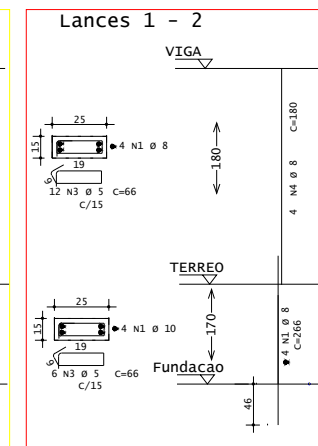 Lances 1 - 2
VIGA
25
15
4 N1 Ø 8
19
9
12 N3 Ø 5 C=66
C/15
180
4 N4 Ø 8 C=180
TERREO
25
15
4 N1 Ø 10
19
9
6 N3 Ø 5 C=66
C/15
170
4 N1 Ø 8
C=266
Fundacao
46